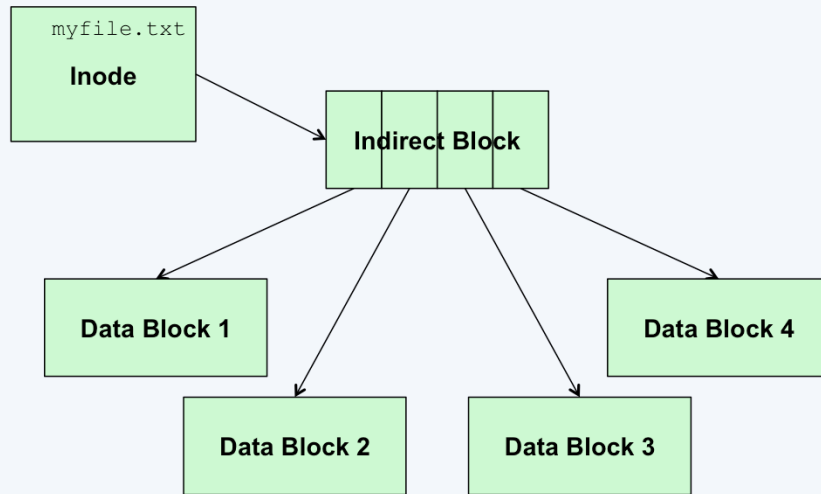 myfile.txt
Inode
Indirect Block
Data Block 1
Data Block 4
Data Block 2
Data Block 3